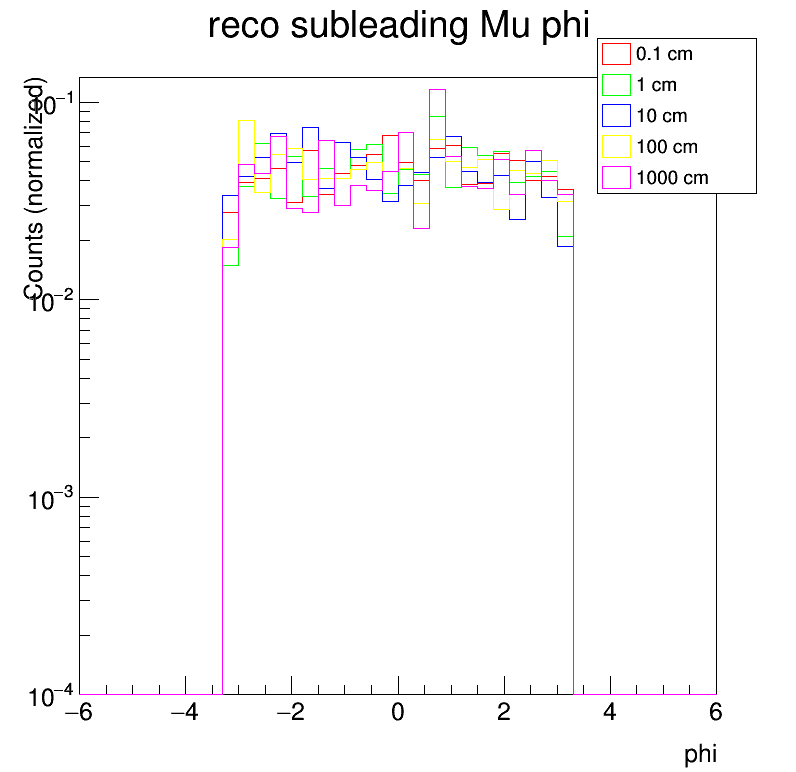 reco subleading Mu phi
0.1 cm
1 cm
10 cm
100 cm
1000 cm
Counts (normalized)
10⁻¹
10⁻²
10⁻³
10⁻⁴
−6 −4 −2 0 2 4 6
phi